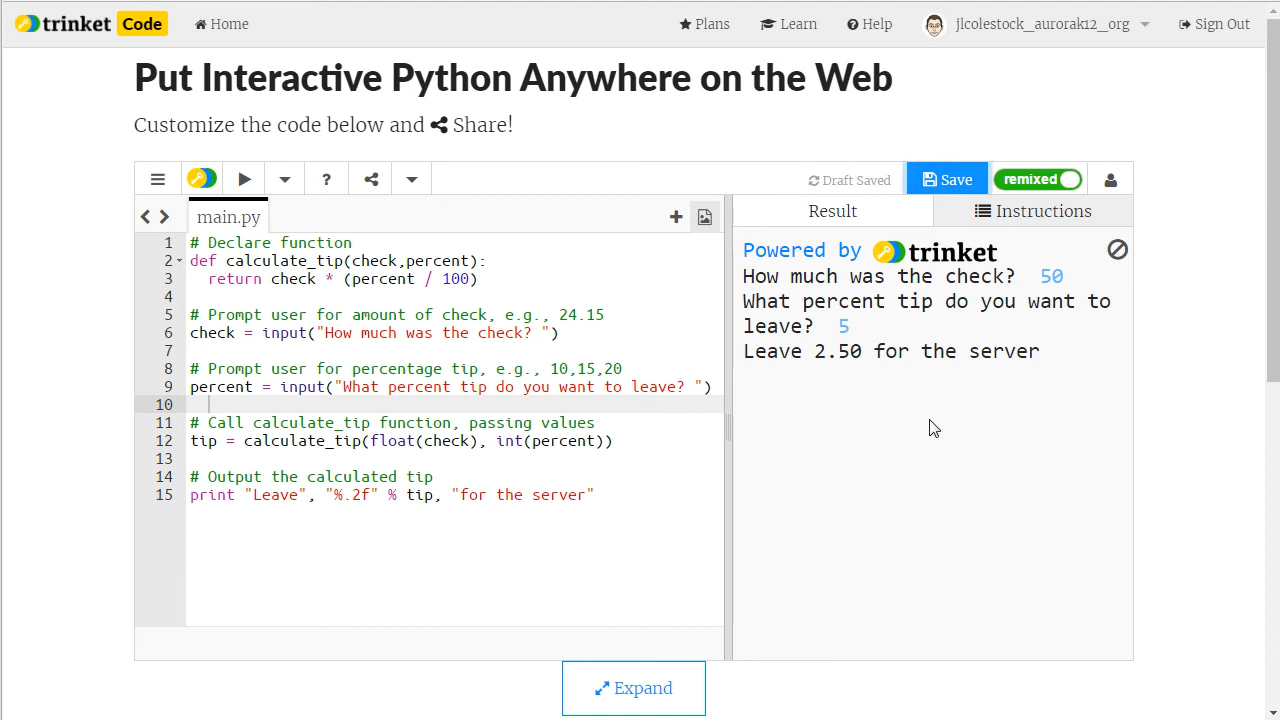 trinket Code Home Plans Learn Help jlcolestock_aurorak12_org Sign Out
Put Interactive Python Anywhere on the Web
Customize the code below and Share!
? Draft Saved Save remixed
main.py
1 # Declare function
2 def calculate_tip(check,percent):
3   return check * (percent / 100)
4
5 # Prompt user for amount of check, e.g., 24.15
6 check = input("How much was the check? ")
7
8 # Prompt user for percentage tip, e.g., 10,15,20
9 percent = input("What percent tip do you want to leave? ")
10
11 # Call calculate_tip function, passing values
12 tip = calculate_tip(float(check), int(percent))
13
14 # Output the calculated tip
15 print "Leave", "%.2f" % tip, "for the server"
Result Instructions
Powered by trinket
How much was the check? 50
What percent tip do you want to
leave? 5
Leave 2.50 for the server
Expand